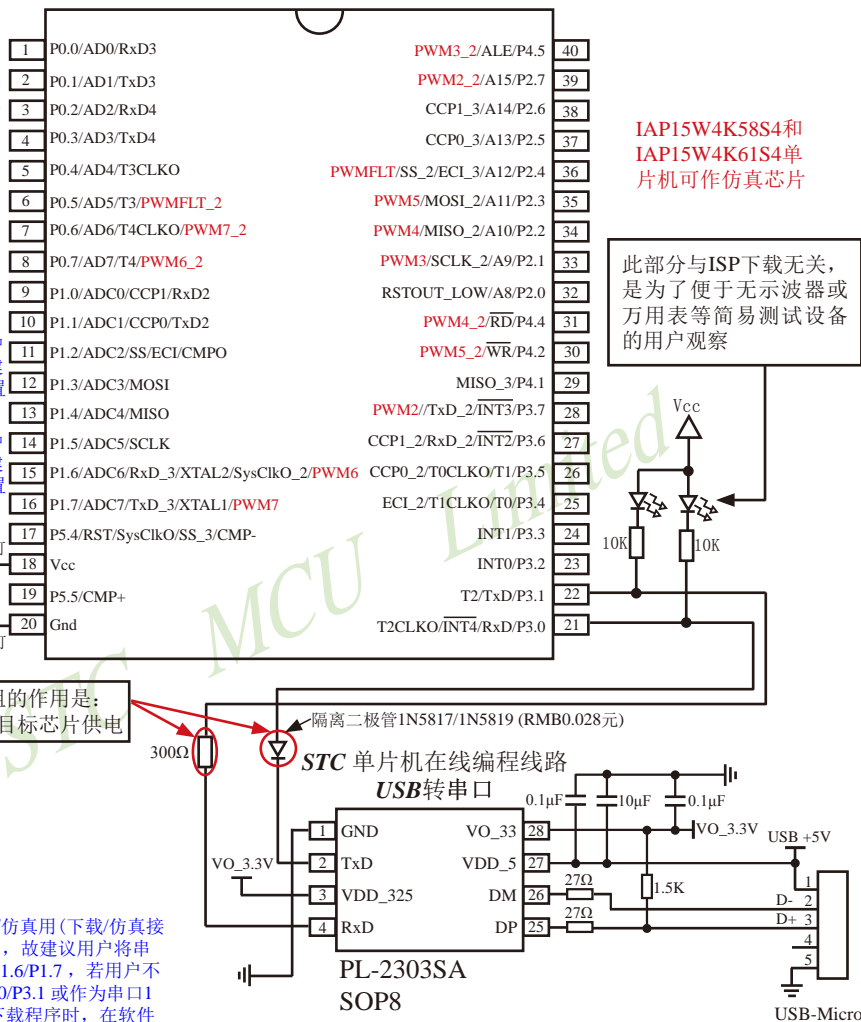 1 P0.0/AD0/RxD3
2 P0.1/AD1/TxD3
3 P0.2/AD2/RxD4
4 P0.3/AD3/TxD4
5 P0.4/AD4/T3CLKO
6 P0.5/AD5/T3/PWMFLT_2
7 P0.6/AD6/T4CLKO/PWM7_2
8 P0.7/AD7/T4/PWM6_2
9 P1.0/ADC0/CCP1/RxD2
10 P1.1/ADC1/CCP0/TxD2
11 P1.2/ADC2/SS/ECI/CMPO
12 P1.3/ADC3/MOSI
13 P1.4/ADC4/MISO
14 P1.5/ADC5/SCLK
15 P1.6/ADC6/RxD_3/XTAL2/SysClkO_2/PWM6
16 P1.7/ADC7/TxD_3/XTAL1/PWM7
17 P5.4/RST/SysClkO/SS_3/CMP-
18 Vcc
19 P5.5/CMP+
20 Gnd
PWM3_2/ALE/P4.5 40
PWM2_2/A15/P2.7 39
CCP1_3/A14/P2.6 38
CCP0_3/A13/P2.5 37
PWMFLT/SS_2/ECI_3/A12/P2.4 36
PWM5/MOSI_2/A11/P2.3 35
PWM4/MISO_2/A10/P2.2 34
PWM3/SCLK_2/A9/P2.1 33
RSTOUT_LOW/A8/P2.0 32
PWM4_2/RD/P4.4 31
PWM5_2/WR/P4.2 30
MISO_3/P4.1 29
PWM2//TxD_2/INT3/P3.7 28
CCP1_2/RxD_2/INT2/P3.6 27
CCP0_2/T0CLKO/T1/P3.5 26
ECI_2/T1CLKO/T0/P3.4 25
INT1/P3.3 24
INT0/P3.2 23
T2/TxD/P3.1 22
T2CLKO/INT4/RxD/P3.0 21
IAP15W4K58S4和
IAP15W4K61S4单
片机可作仿真芯片
此部分与ISP下载无关，
是为了便于无示波器或
万用表等简易测试设备
的用户观察
Vcc
10K
10K
STC MCU Limited
的作用是：
目标芯片供电
300Ω
隔离二极管1N5817/1N5819 (RMB0.028元)
STC 单片机在线编程线路
USB转串口
0.1μF
10μF
0.1μF
1 GND
2 TxD
3 VDD_325
4 RxD
VO_33 28
VDD_5 27
DM 26
DP 25
VO_3.3V
VO_3.3V
USB +5V
27Ω
27Ω
1.5K
1
D- 2
D+ 3
4
5
PL-2303SA
SOP8
USB-Micro
仿真用(下载/仿真接
，故建议用户将串
1.6/P1.7 ，若用户不
0/P3.1 或作为串口1
下载程序时，在软件